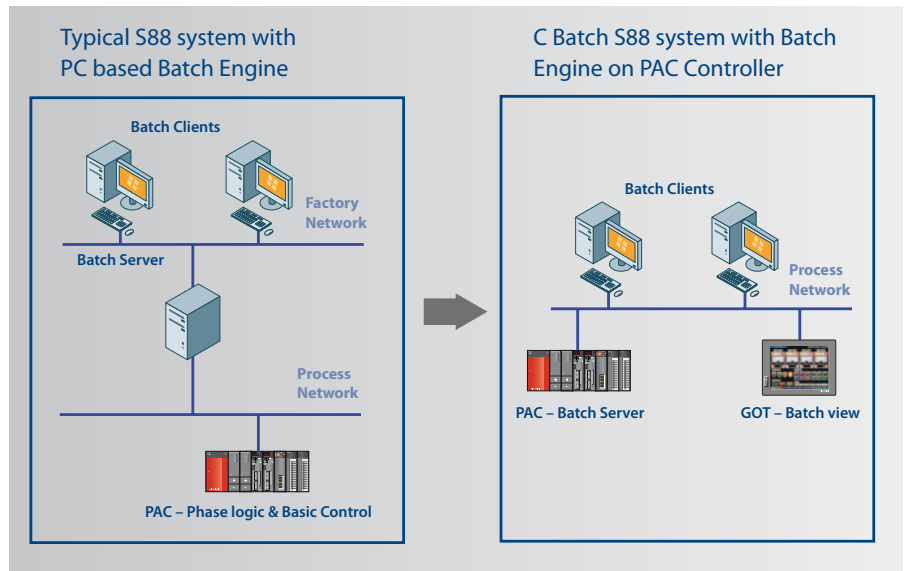 Typical S88 system with
PC based Batch Engine
Batch Clients
Factory
Network
Batch Server
Process
Network
PAC – Phase logic & Basic Control
C Batch S88 system with Batch
Engine on PAC Controller
Batch Clients
Process
Network
PAC – Batch Server
GOT – Batch view